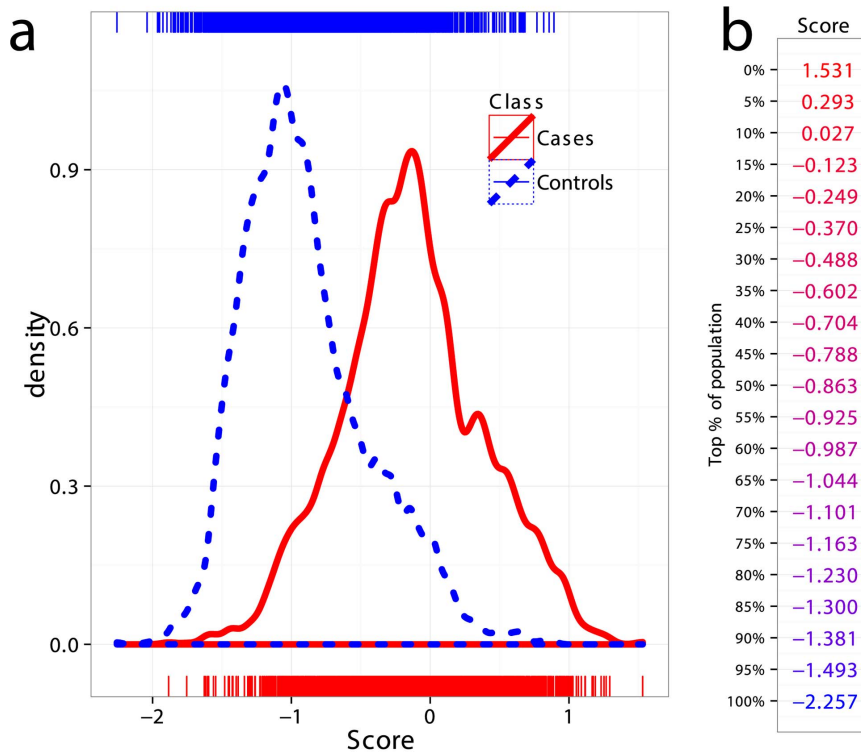 a
density
0.9
0.6
0.3
0.0
Class
Cases
Controls
−2 −1 0 1
Score
b
Score
Top % of population
0% 1.531
5% 0.293
10% 0.027
15% −0.123
20% −0.249
25% −0.370
30% −0.488
35% −0.602
40% −0.704
45% −0.788
50% −0.863
55% −0.925
60% −0.987
65% −1.044
70% −1.101
75% −1.163
80% −1.230
85% −1.300
90% −1.381
95% −1.493
100% −2.257